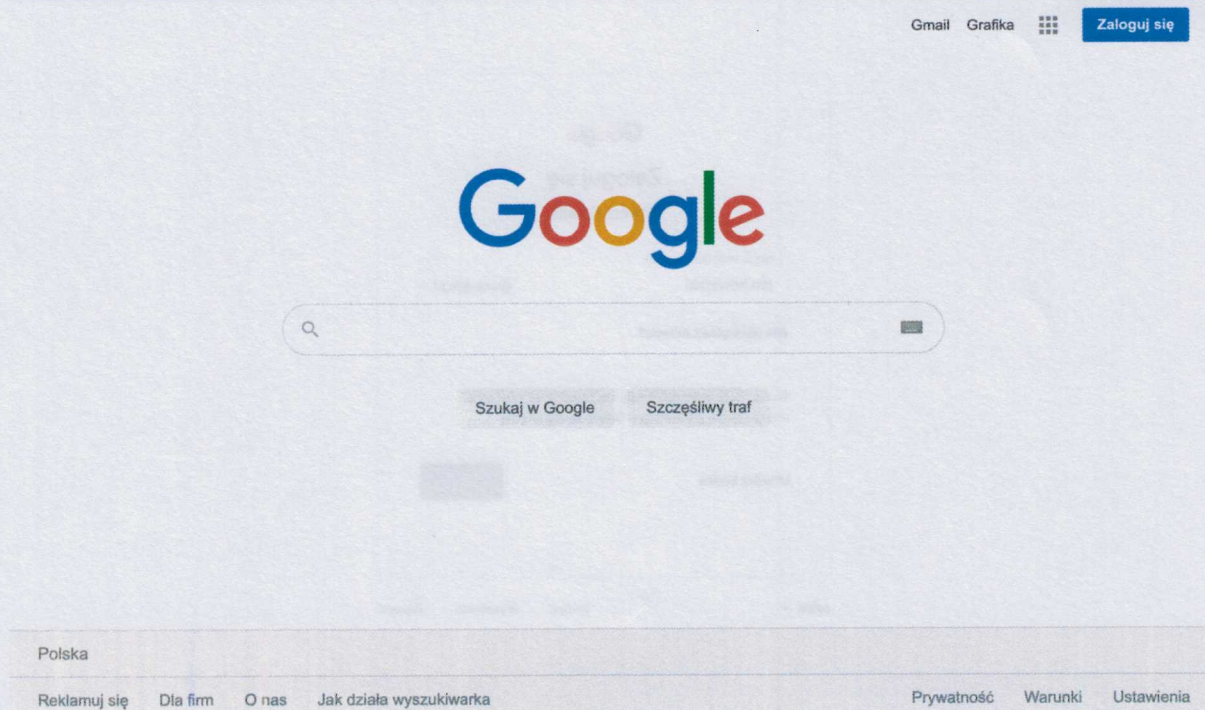 Gmail Grafika Zaloguj się
Google
Szukaj w Google Szczęśliwy traf
Polska
Reklamuj się Dla firm O nas Jak działa wyszukiwarka Prywatność Warunki Ustawienia